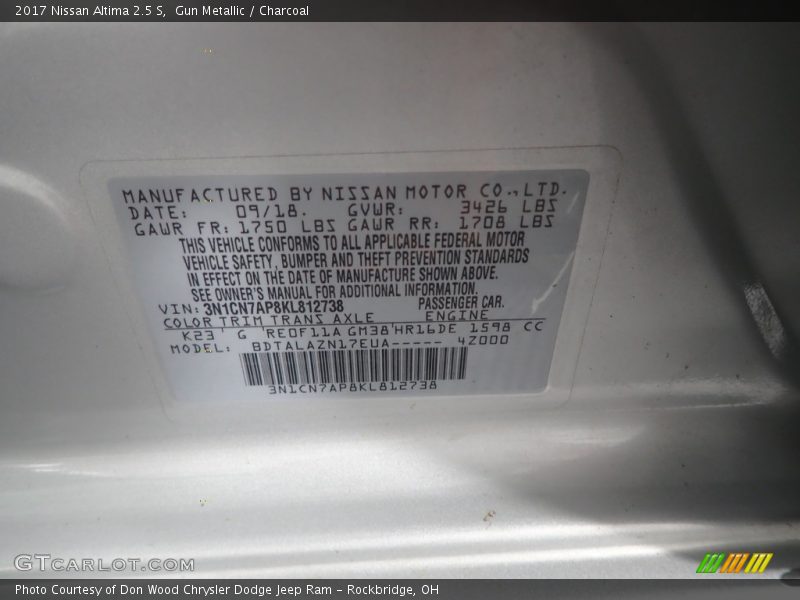 2017 Nissan Altima 2.5 S,  Gun Metallic / Charcoal
MANUFACTURED BY NISSAN MOTOR CO., LTD.
DATE: 09/18. GVWR: 3426 LBS
GAWR FR: 1750 LBS GAWR RR: 1708 LBS
THIS VEHICLE CONFORMS TO ALL APPLICABLE FEDERAL MOTOR
VEHICLE SAFETY, BUMPER AND THEFT PREVENTION STANDARDS
IN EFFECT ON THE DATE OF MANUFACTURE SHOWN ABOVE.
SEE OWNER'S MANUAL FOR ADDITIONAL INFORMATION.
VIN: 3N1CN7AP8KL812738 PASSENGER CAR.
COLOR TRIM TRANS AXLE ENGINE
K23 G RE0F11A GM38 HR16DE 1598 CC
MODEL: BDTALAZN17EUA----- 4Z000
3N1CN7AP8KL812738
GTCARLOT.COM
Photo Courtesy of Don Wood Chrysler Dodge Jeep Ram – Rockbridge, OH